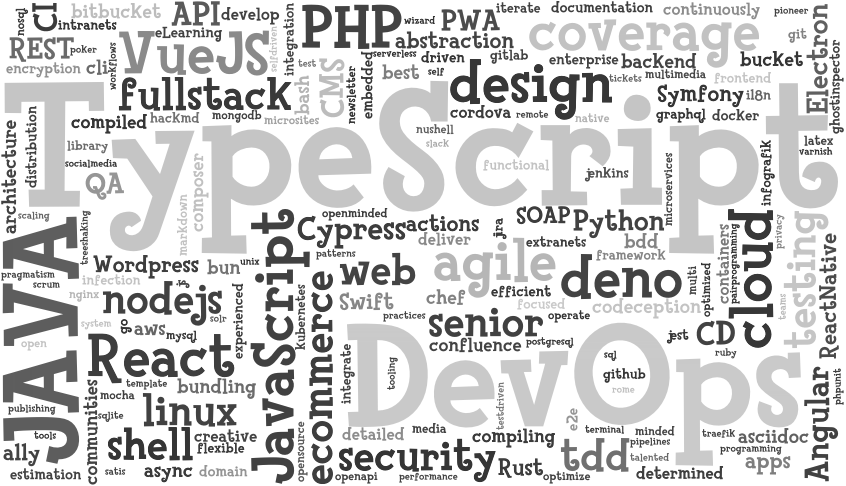 nosql
CI
bitbucket
intranets
API
develop
integration
PHP
wizard
PWA
iterate
documentation
continuously
pioneer
REST
poker
workflows
VueJS
eLearning
selfdriven
abstraction
coverage
git
Electron
encryption
cli
test
bash
CMS
newsletter
embedded
serverless
driven
gitlab
best
self
enterprise
backend
bucket
tickets
multimedia
frontend
ghostinspector
fullstack
design
Symfony
i18n
TypeScript
compiled
hackmd
mongodb
microsites
cordova
remote
native
graphql
docker
architecture
distribution
library
nushell
slack
latex
varnish
socialmedia
QA
composer
markdown
functional
jenkins
microservices
infografik
scaling
treeshaking
JAVA
JavaScript
openminded
Cypress
actions
jira
SOAP
Python
cloud
privacy
testing
deliver
extranets
bdd
containers
pairprogramming
patterns
framework
Wordpress
bun
unix
web
agile
deno
multi
optimized
ReactNative
pragmatism
scrum
infection
efficient
nginx
nodejs
solr
experienced
kubernetes
ecommerce
Swift
chef
focused
codeception
teams
system
go
aws
mysql
practices
senior
operate
open
React
confluence
postgresql
jest
CD
ruby
DevOps
integrate
tooling
sql
github
rome
template
bundling
Angular
phpunit
communities
mocha
publishing
sqlite
linux
testdriven
e2e
tools
shell
creative
flexible
opensource
detailed
media
compiling
terminal
minded
pipelines
traefik
asciidoc
programming
ally
estimation
satis
async
domain
security
openapi
performance
Rust
optimize
tdd
talented
determined
apps